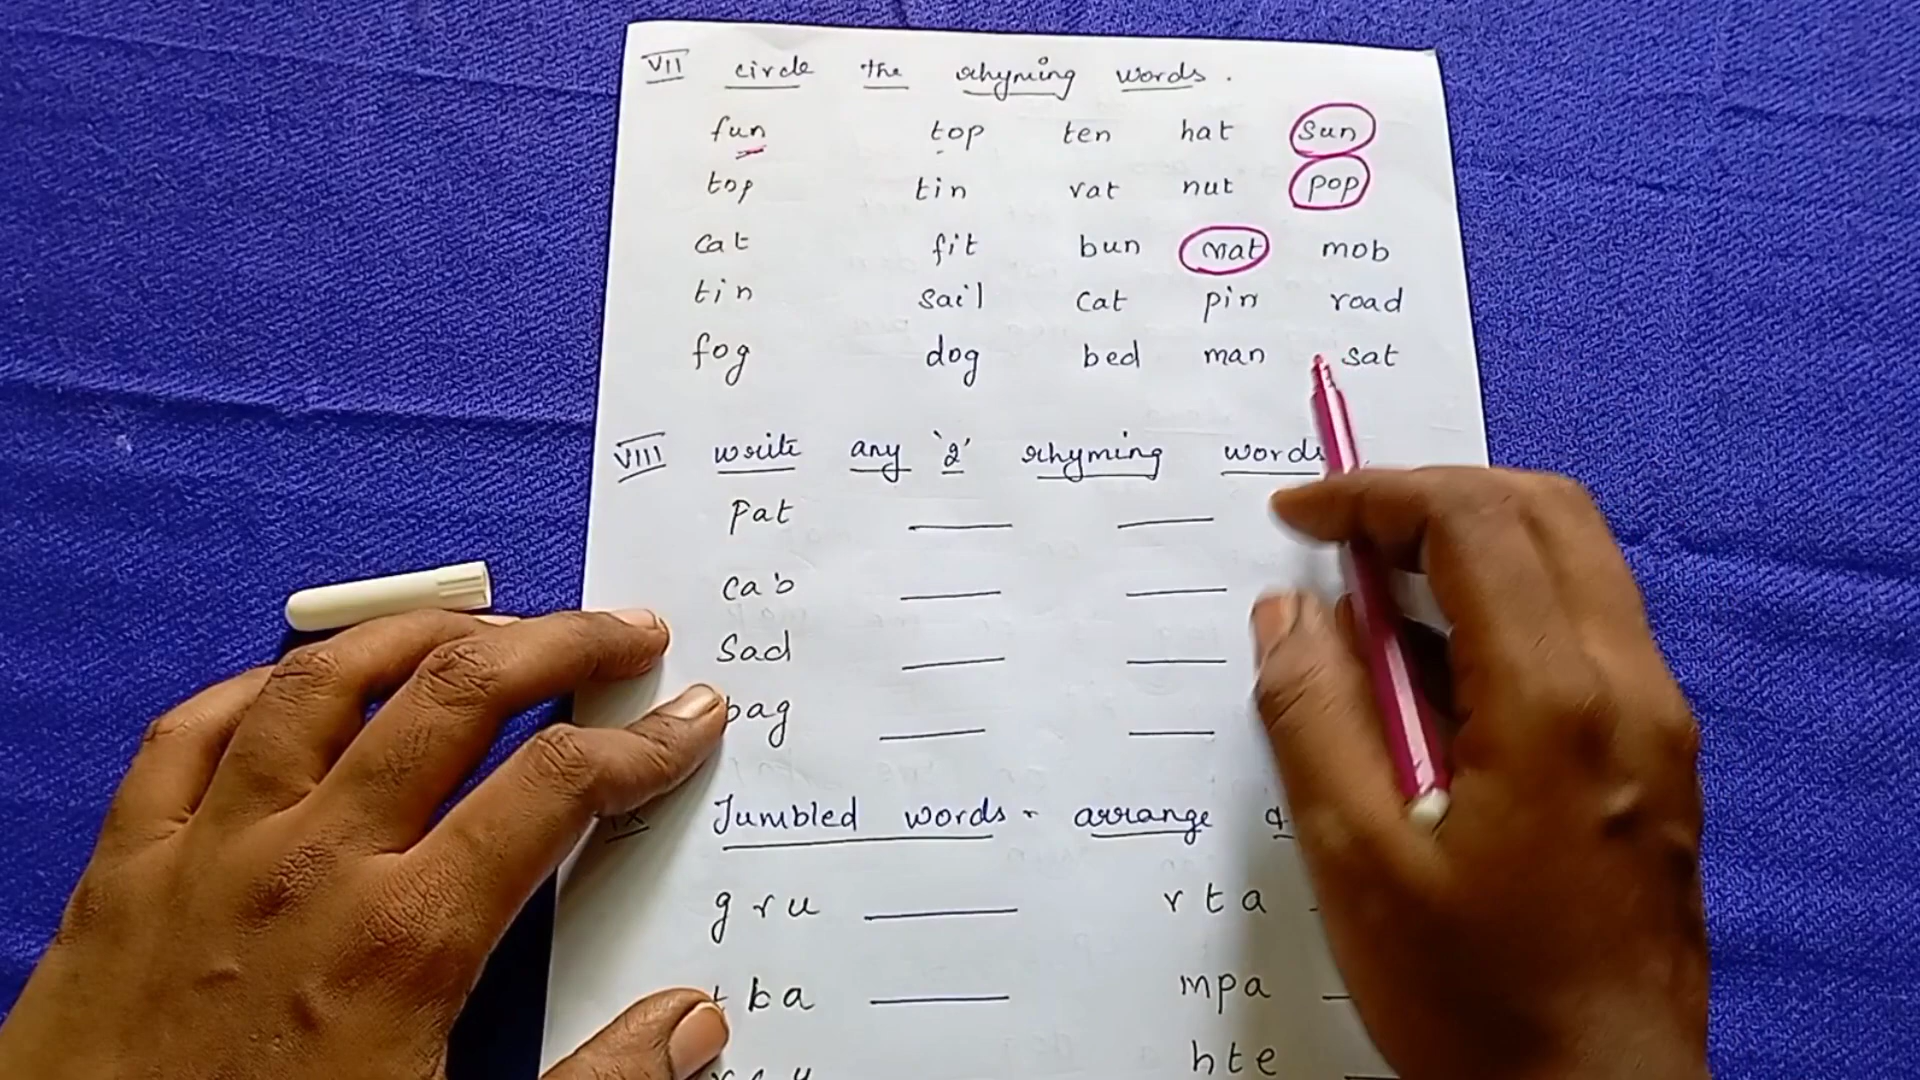 VII circle the rhyming words.
fun top ten hat sun
top tin rat nut pop
cat fit bun mat mob
tin sail cat pin road
fog dog bed man sat
VIII write any '2' rhyming words.
pat
cab
sad
bag
IX Jumbled words - arrange &
gru rta
tba mpa
hte